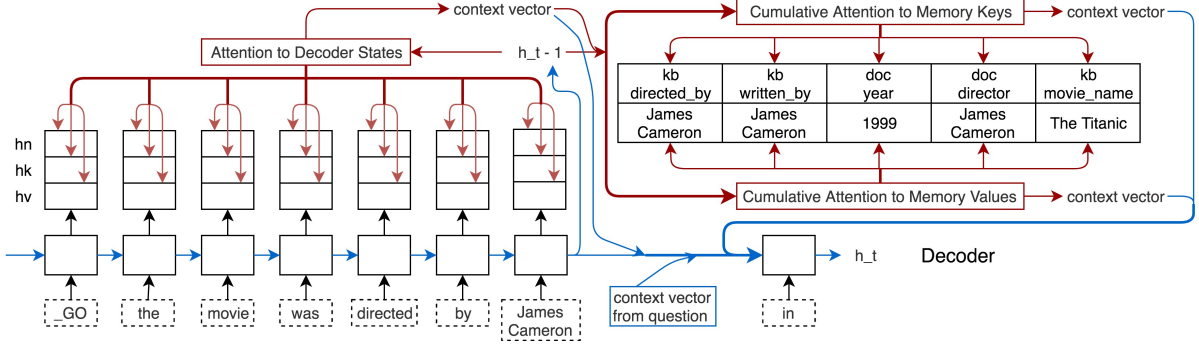 context vector
Cumulative Attention to Memory Keys
context vector
Attention to Decoder States
h_t - 1
kb
directed_by
kb
written_by
doc
year
doc
director
kb
movie_name
James
Cameron
James
Cameron
1999
James
Cameron
The Titanic
hn
hk
hv
Cumulative Attention to Memory Values
context vector
h_t
Decoder
context vector
from question
_GO
the
movie
was
directed
by
James
Cameron
in